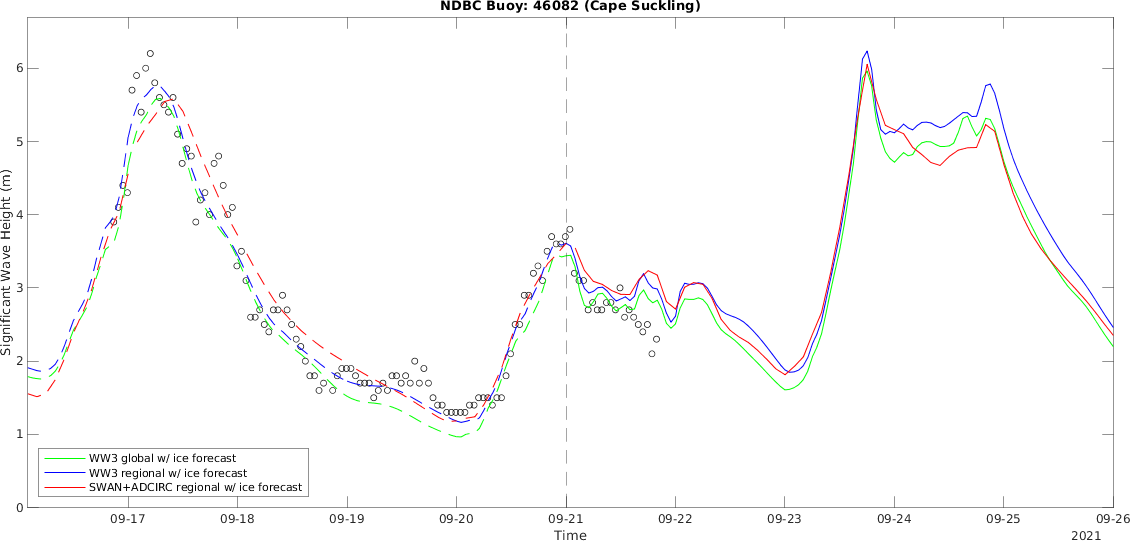 NDBC Buoy: 46082 (Cape Suckling)
Significant Wave Height (m)
6
5
4
3
2
1
0
WW3 global w/ ice forecast
WW3 regional w/ ice forecast
SWAN+ADCIRC regional w/ ice forecast
09-17 09-18 09-19 09-20 09-21 09-22 09-23 09-24 09-25 09-26
Time
2021